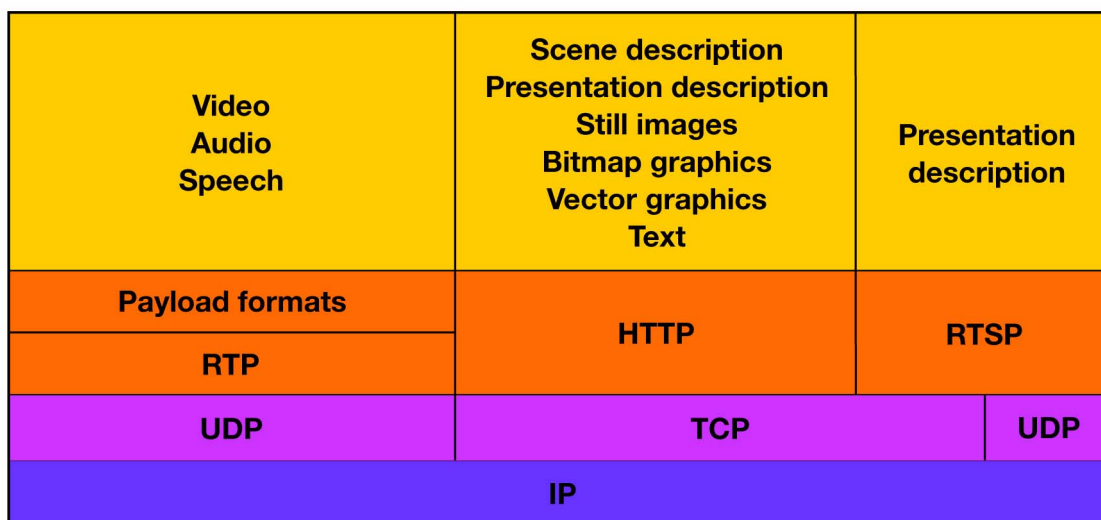 Video
Audio
Speech
Scene description
Presentation description
Still images
Bitmap graphics
Vector graphics
Text
Presentation
description
Payload formats
RTP
HTTP
RTSP
UDP
TCP
UDP
IP